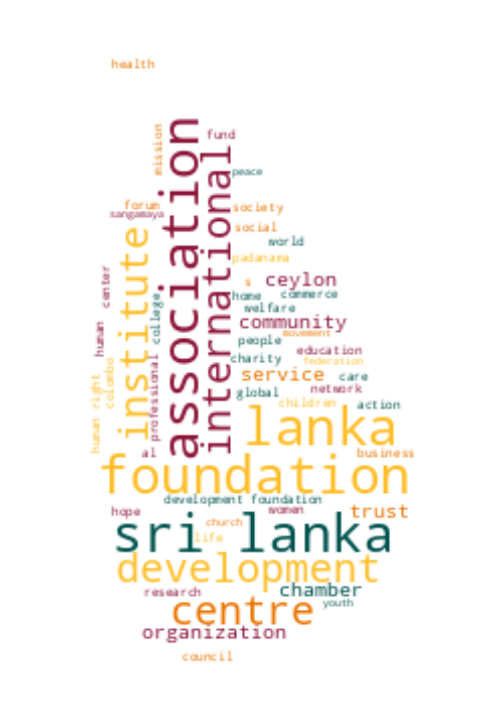 health
association
fund
mission
international
peace
forum
sangamaya
society
social
institute
world
padanama
center
s
ceylon
home
commerce
college
welfare
human
community
movement
people
education
professional
charity
federation
service
care
colombo
human right
global
network
children
action
lanka
al
business
foundation
development foundation
hope
women
trust
church
sri lanka
life
development
research
chamber
youth
centre
organization
council